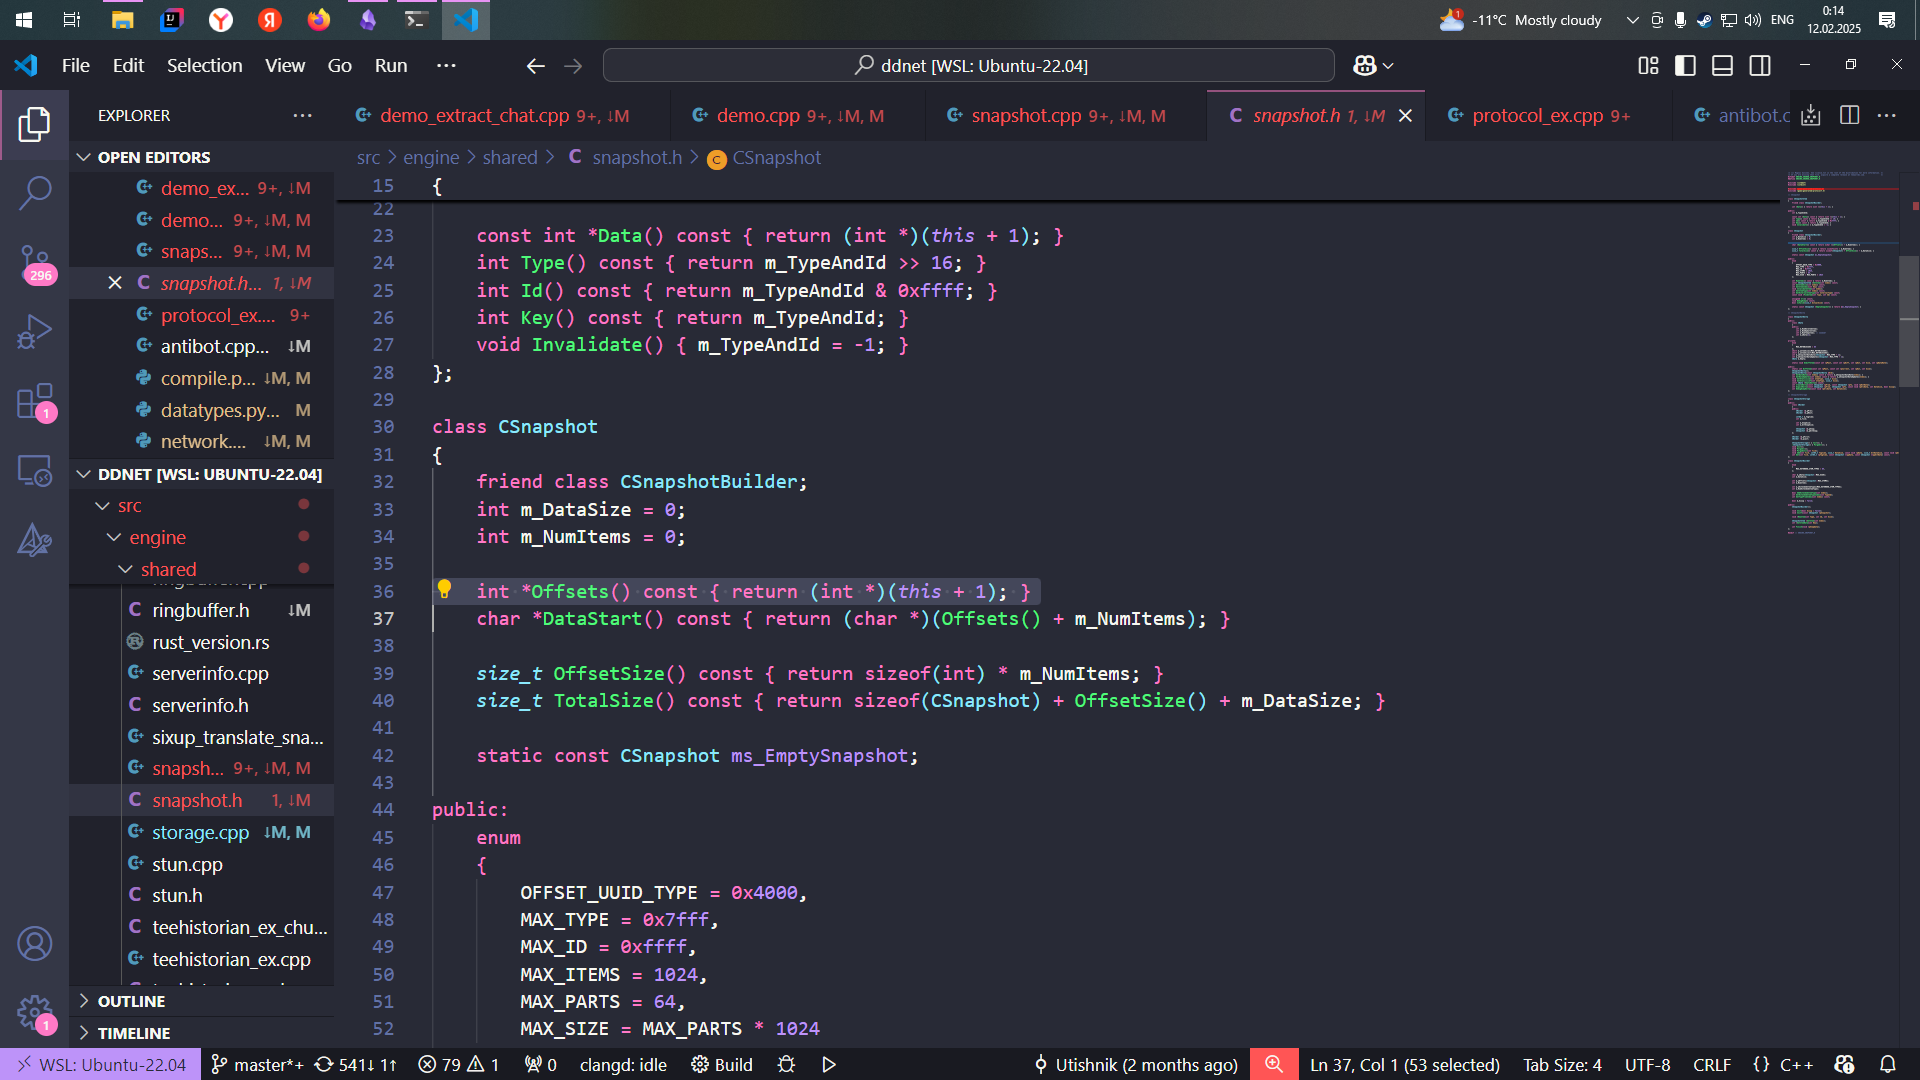 -11°C Mostly cloudy
ENG
0:14
12.02.2025
File Edit Selection View Go Run ···
ddnet [WSL: Ubuntu-22.04]
EXPLORER
demo_extract_chat.cpp 9+, ↓M
demo.cpp 9+, ↓M, M
snapshot.cpp 9+, ↓M, M
snapshot.h 1, ↓M
protocol_ex.cpp 9+
antibot.c
src > engine > shared > C snapshot.h > CSnapshot
OPEN EDITORS
demo_ex... 9+, ↓M
demo... 9+, ↓M, M
snaps... 9+, ↓M, M
C snapshot.h... 1, ↓M
protocol_ex.... 9+
antibot.cpp... ↓M
compile.p... ↓M, M
datatypes.py... M
network.... ↓M, M
296
1
DDNET [WSL: UBUNTU-22.04]
src
engine
shared
C ringbuffer.h ↓M
rust_version.rs
serverinfo.cpp
C serverinfo.h
sixup_translate_sna...
snapsh... 9+, ↓M, M
C snapshot.h 1, ↓M
storage.cpp ↓M, M
stun.cpp
C stun.h
C teehistorian_ex_chu...
teehistorian_ex.cpp
OUTLINE
TIMELINE
1
15 {
22
23 const int *Data() const { return (int *)(this + 1); }
24 int Type() const { return m_TypeAndId >> 16; }
25 int Id() const { return m_TypeAndId & 0xffff; }
26 int Key() const { return m_TypeAndId; }
27 void Invalidate() { m_TypeAndId = -1; }
28 };
29
30 class CSnapshot
31 {
32 friend class CSnapshotBuilder;
33 int m_DataSize = 0;
34 int m_NumItems = 0;
35
36 int *Offsets() const { return (int *)(this + 1); }
37 char *DataStart() const { return (char *)(Offsets() + m_NumItems); }
38
39 size_t OffsetSize() const { return sizeof(int) * m_NumItems; }
40 size_t TotalSize() const { return sizeof(CSnapshot) + OffsetSize() + m_DataSize; }
41
42 static const CSnapshot ms_EmptySnapshot;
43
44 public:
45 enum
46 {
47 OFFSET_UUID_TYPE = 0x4000,
48 MAX_TYPE = 0x7fff,
49 MAX_ID = 0xffff,
50 MAX_ITEMS = 1024,
51 MAX_PARTS = 64,
52 MAX_SIZE = MAX_PARTS * 1024
WSL: Ubuntu-22.04 master*+ 541↓ 1↑ 79 1 0 clangd: idle Build Utishnik (2 months ago) Ln 37, Col 1 (53 selected) Tab Size: 4 UTF-8 CRLF {} C++